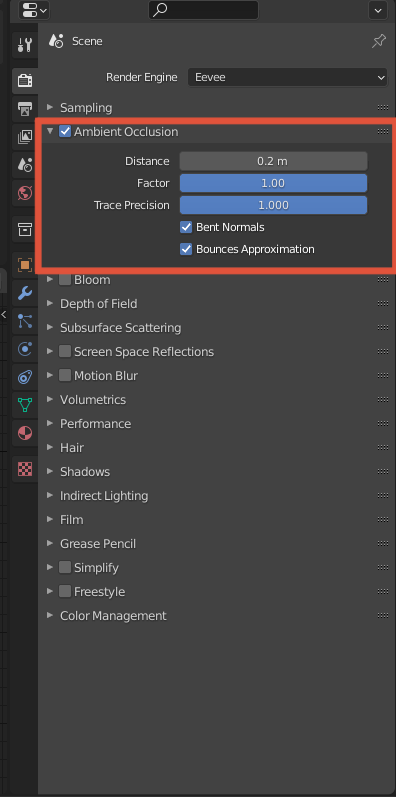 Scene
Render Engine Eevee
Sampling
Ambient Occlusion
Distance 0.2 m
Factor 1.00
Trace Precision 1.000
Bent Normals
Bounces Approximation
Bloom
Depth of Field
Subsurface Scattering
Screen Space Reflections
Motion Blur
Volumetrics
Performance
Hair
Shadows
Indirect Lighting
Film
Grease Pencil
Simplify
Freestyle
Color Management